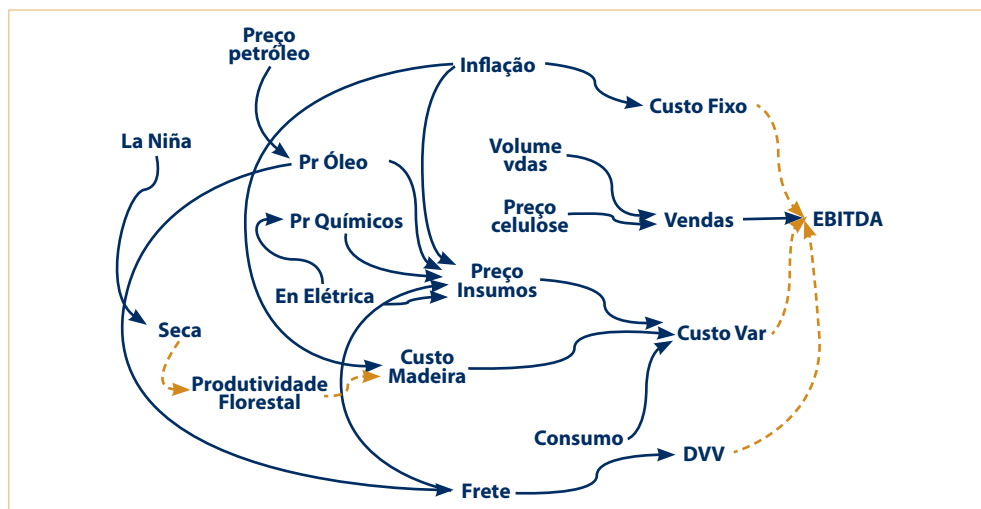 Preço
petróleo
Inflação
Custo Fixo
La Niña
Volume
vdas
Pr Óleo
Preço
celulose
Pr Químicos
Vendas
EBITDA
Preço
Insumos
En Elétrica
Seca
Custo Var
Custo
Madeira
Produtividade
Florestal
Consumo
DVV
Frete